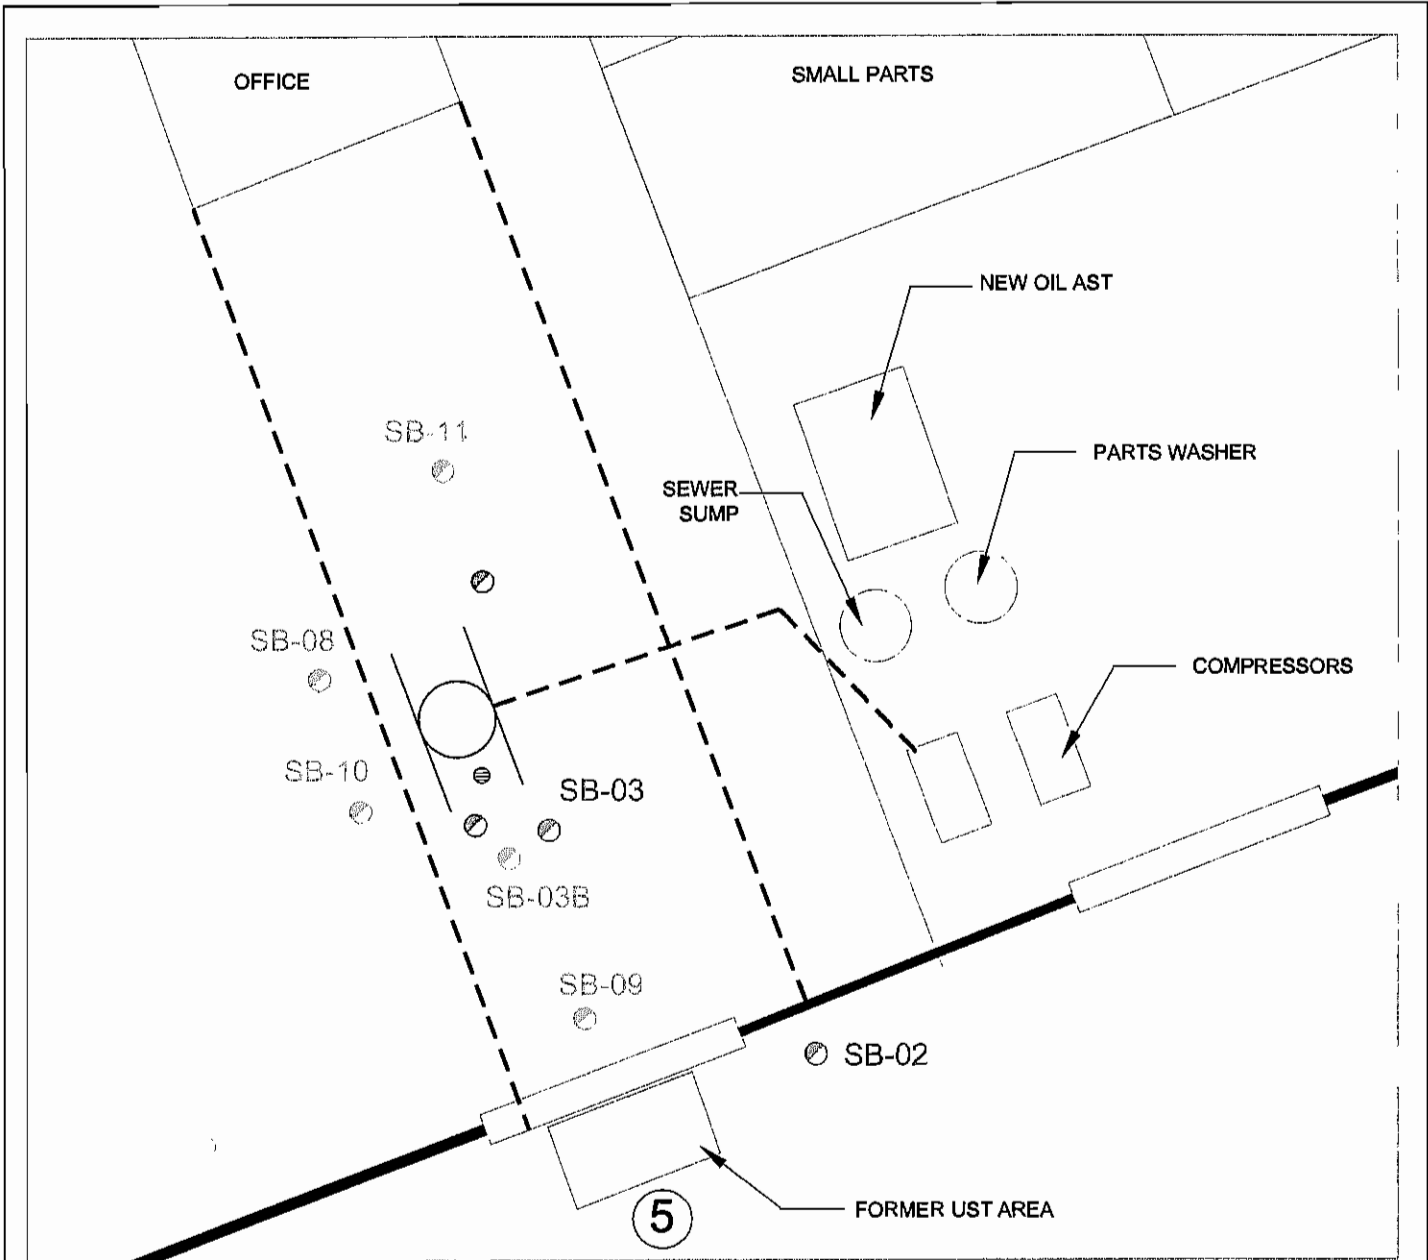 OFFICE
SMALL PARTS
NEW OIL AST
SB-11
PARTS WASHER
SEWER
SUMP
SB-08
COMPRESSORS
SB-10
SB-03
SB-03B
SB-09
SB-02
5
FORMER UST AREA